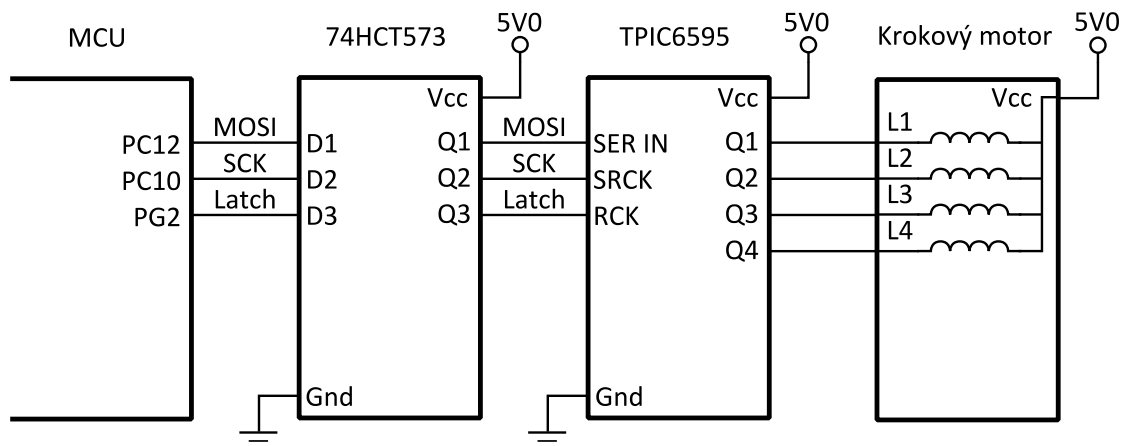 MCU
74HCT573
5V0
TPIC6595
5V0
Krokový motor
5V0
Vcc
Vcc
Vcc
PC12
MOSI
D1
Q1
MOSI
SER IN
Q1
L1
PC10
SCK
D2
Q2
SCK
SRCK
Q2
L2
PG2
Latch
D3
Q3
Latch
RCK
Q3
L3
Q4
L4
Gnd
Gnd